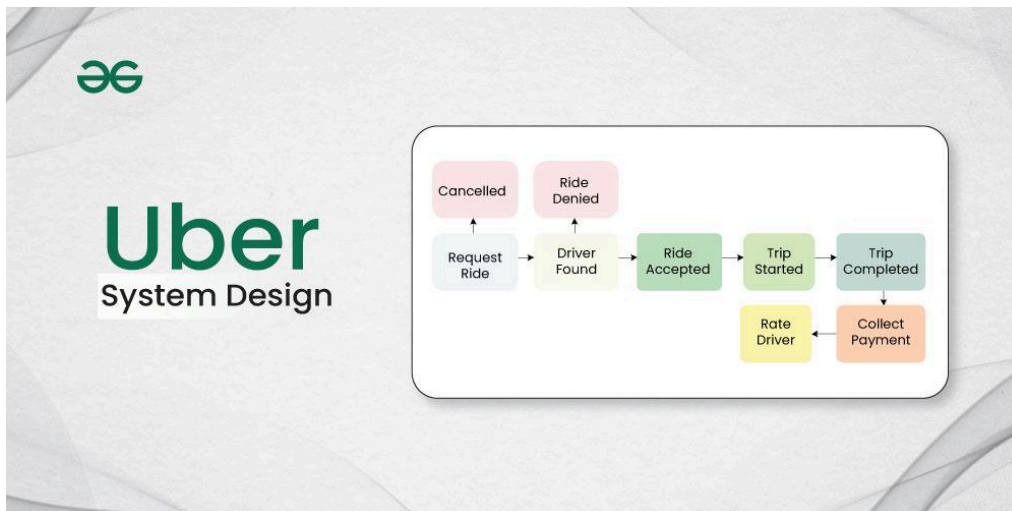 Uber
System Design
Cancelled
Ride
Denied
Request
Ride
Driver
Found
Ride
Accepted
Trip
Started
Trip
Completed
Rate
Driver
Collect
Payment